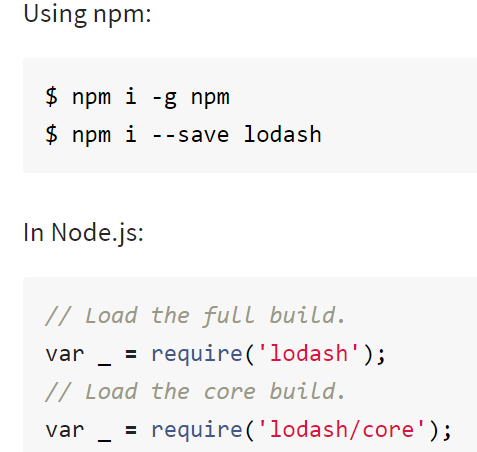 Using npm:
$ npm i -g npm
$ npm i --save lodash
In Node.js:
// Load the full build.
var _ = require('lodash');
// Load the core build.
var _ = require('lodash/core');